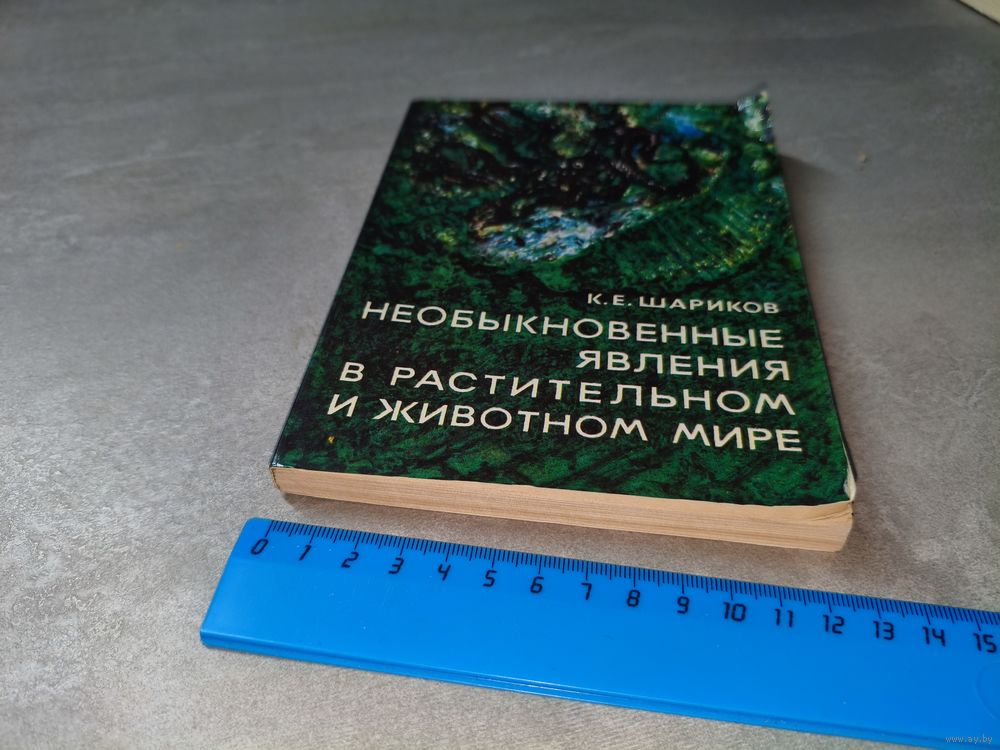 К. Е. ШАРИКОВ
НЕОБЫКНОВЕННЫЕ
ЯВЛЕНИЯ
В РАСТИТЕЛЬНОМ
И ЖИВОТНОМ МИРЕ
0 1 2 3 4 5 6 7 8 9 10 11 12 13 14 15
www.ay.by